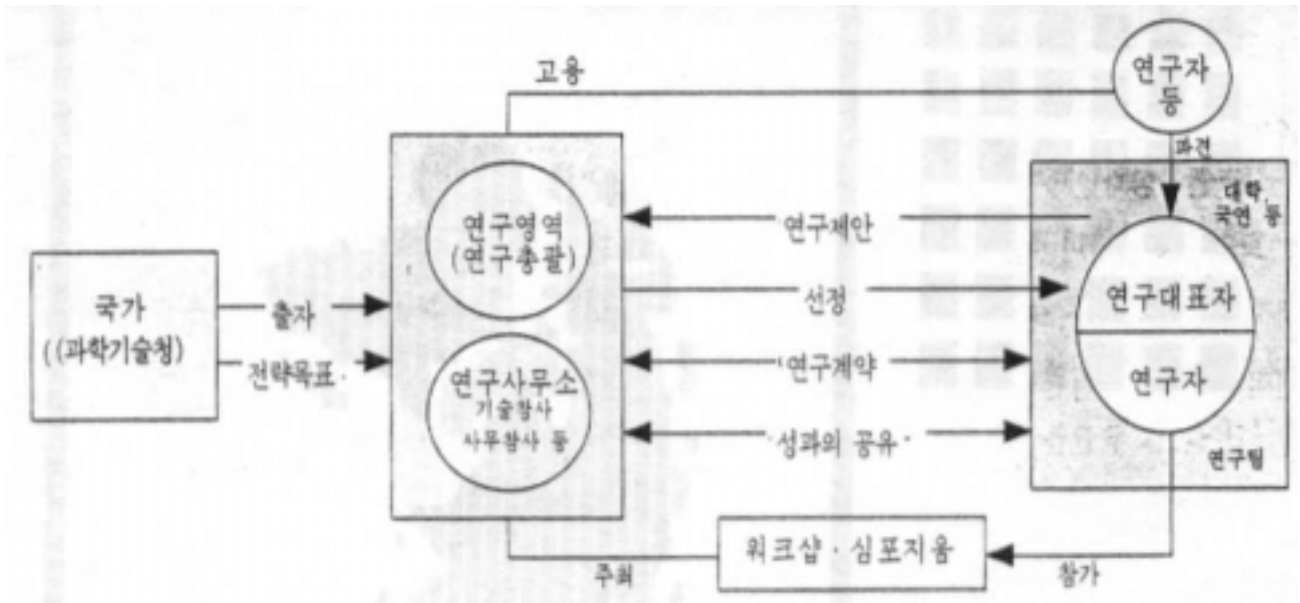 고용
연구자
등
파견
대학,
국연 등
연구영역
(연구총괄)
연구제안
국가
((과학기술청)
출자
선정
연구대표자
전략목표
연구사무소
기술참사
사무참사 등
연구계약
연구자
성과의 공유
연구팀
워크샵 · 심포지움
주최
참가